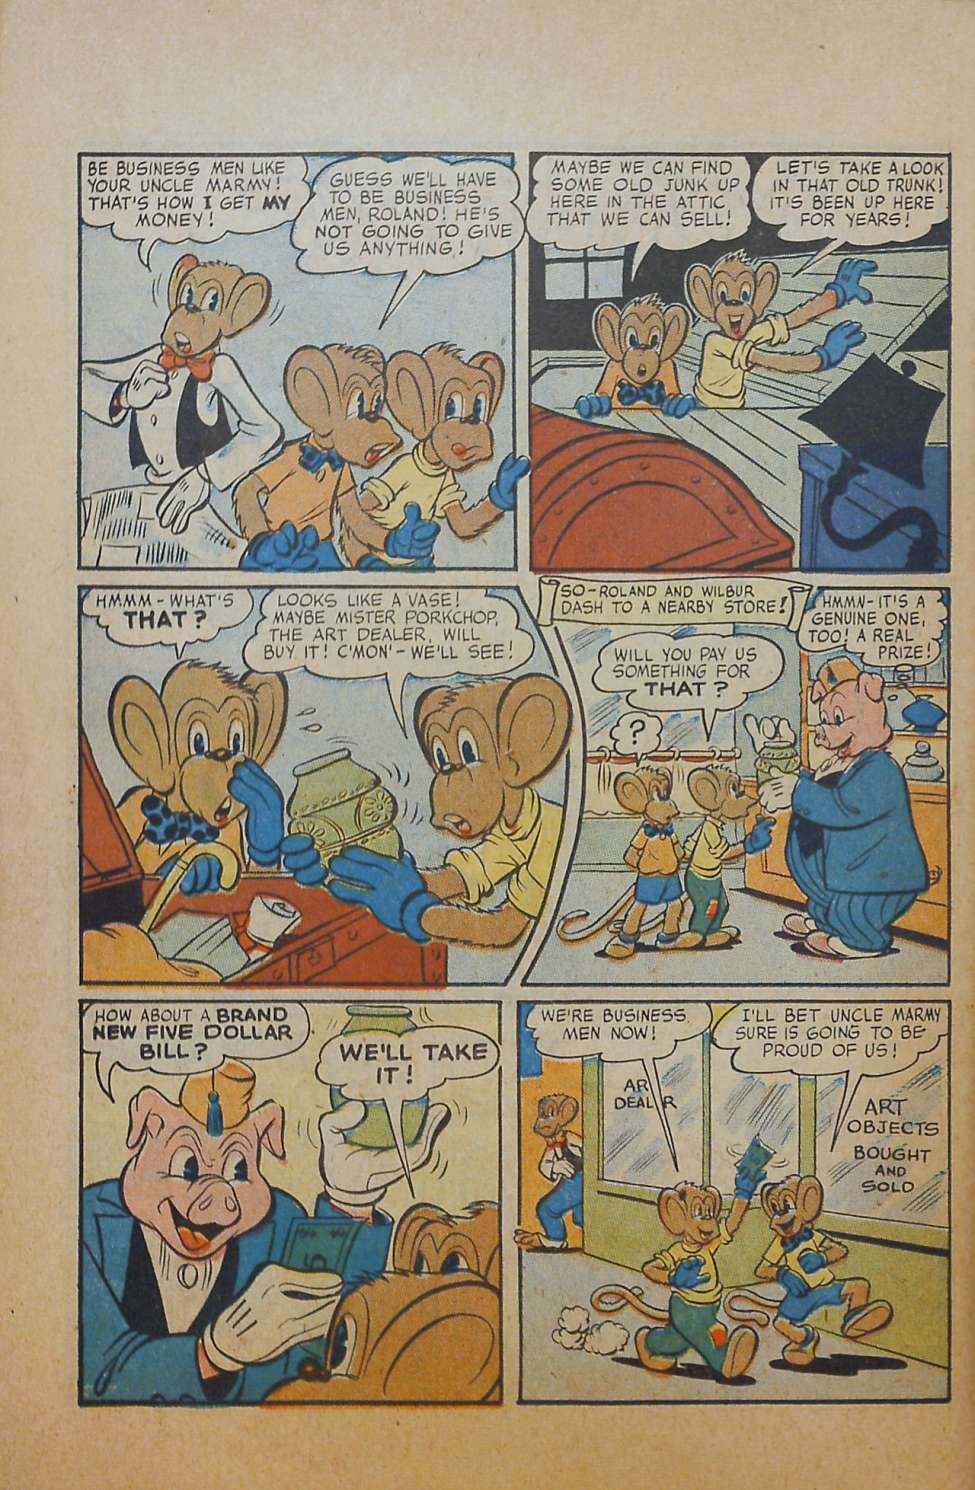 BE BUSINESS MEN LIKE
YOUR UNCLE MARMY!
THAT'S HOW I GET MY
MONEY!
GUESS WE'LL HAVE
TO BE BUSINESS
MEN, ROLAND! HE'S
NOT GOING TO GIVE
US ANYTHING!
MAYBE WE CAN FIND
SOME OLD JUNK UP
HERE IN THE ATTIC
THAT WE CAN SELL!
LET'S TAKE A LOOK
IN THAT OLD TRUNK!
IT'S BEEN UP HERE
FOR YEARS!
HMMM-WHAT'S
THAT?
LOOKS LIKE A VASE!
MAYBE MISTER PORKCHOP,
THE ART DEALER, WILL
BUY IT! C'MON'-WE'LL SEE!
SO-ROLAND AND WILBUR
DASH TO A NEARBY STORE!
WILL YOU PAY US
SOMETHING FOR
THAT?
?
HMMN-IT'S A
GENUINE ONE,
TOO! A REAL
PRIZE!
HOW ABOUT A BRAND
NEW FIVE DOLLAR
BILL?
WE'LL TAKE
IT!
5
WE'RE BUSINESS
MEN NOW!
I'LL BET UNCLE MARMY
SURE IS GOING TO BE
PROUD OF US!
AR
DEALER
ART
OBJECTS
BOUGHT
AND
SOLD